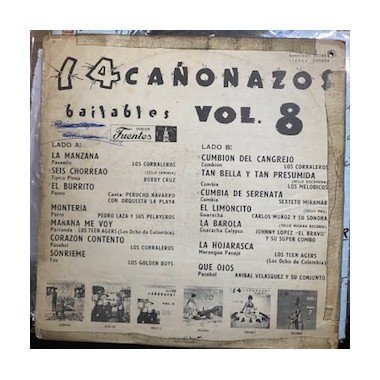 14 CAÑONAZOS
bailables VOL. 8
DISCOS
Fuentes
LADO A:
LA MANZANA
Paseaito LOS CORRALEROS
SEIS CHORREAO
Típico Plena BOBBY CRUZ
EL BURRITO
Paseo Canta: PERUCHO NAVARRO
CON ORQUESTA LA PLAYA
MONTERIA
Porro PEDRO LAZA Y SUS PELAYEROS
MAÑANA ME VOY
LOS TEEN AGERS (Los Ocho de Colombia)
CORAZON CONTENTO
Pasebol LOS CORRALEROS
SONRIEME
Fox LOS GOLDEN BOYS
LADO B:
CUMBION DEL CANGREJO
Cumbion LOS CORRALEROS
TAN BELLA Y TAN PRESUMIDA
Cumbia LOS MELODICOS
CUMBIA DE SERENATA
Cumbia SEXTETO MIRAMAR
EL LIMONCITO
Guaracha CARLOS MUÑOZ Y SU SONORA
LA BAROLA
Guaracha Calypso JOHNNY LOPEZ "EL BRAVO"
Y SU SUPER COMBO
LA HOJARASCA
Merengue Pasaje LOS TEEN AGERS
(Los Ocho de Colombia)
QUE OJOS
Pasebol ANIBAL VELASQUEZ Y SU CONJUNTO